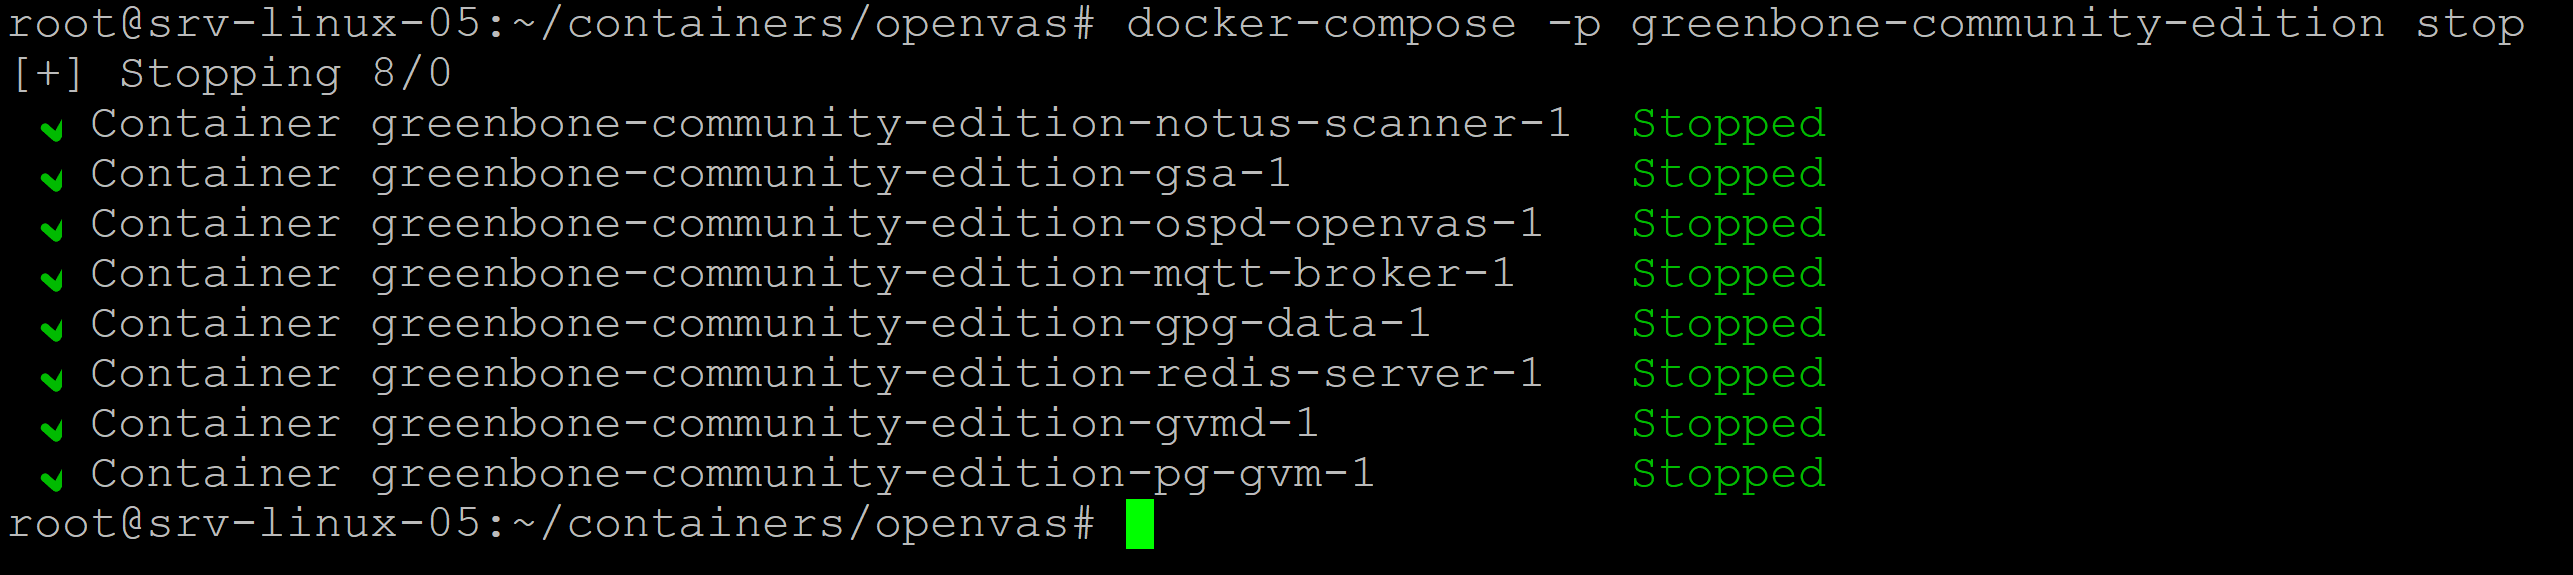 root@srv-linux-05:~/containers/openvas# docker-compose -p greenbone-community-edition stop
[+] Stopping 8/0
✔ Container greenbone-community-edition-notus-scanner-1 Stopped
✔ Container greenbone-community-edition-gsa-1 Stopped
✔ Container greenbone-community-edition-ospd-openvas-1 Stopped
✔ Container greenbone-community-edition-mqtt-broker-1 Stopped
✔ Container greenbone-community-edition-gpg-data-1 Stopped
✔ Container greenbone-community-edition-redis-server-1 Stopped
✔ Container greenbone-community-edition-gvmd-1 Stopped
✔ Container greenbone-community-edition-pg-gvm-1 Stopped
root@srv-linux-05:~/containers/openvas#